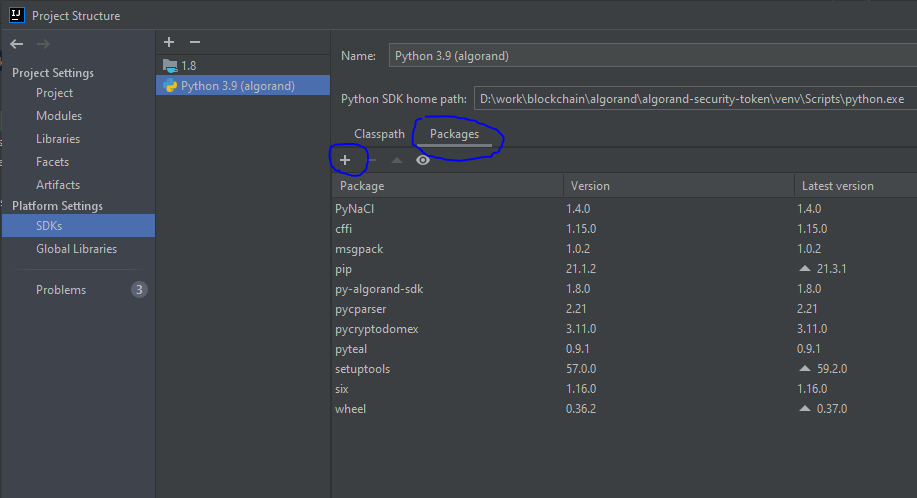 IJ Project Structure
Project Settings
Project
Modules
Libraries
Facets
Artifacts
Platform Settings
SDKs
Global Libraries
Problems 3
1.8
Python 3.9 (algorand)
Name: Python 3.9 (algorand)
Python SDK home path: D:\work\blockchain\algorand\algorand-security-token\venv\Scripts\python.exe
Classpath Packages
Package Version Latest version
PyNaCl 1.4.0 1.4.0
cffi 1.15.0 1.15.0
msgpack 1.0.2 1.0.2
pip 21.1.2 21.3.1
py-algorand-sdk 1.8.0 1.8.0
pycparser 2.21 2.21
pycryptodomex 3.11.0 3.11.0
pyteal 0.9.1 0.9.1
setuptools 57.0.0 59.2.0
six 1.16.0 1.16.0
wheel 0.36.2 0.37.0